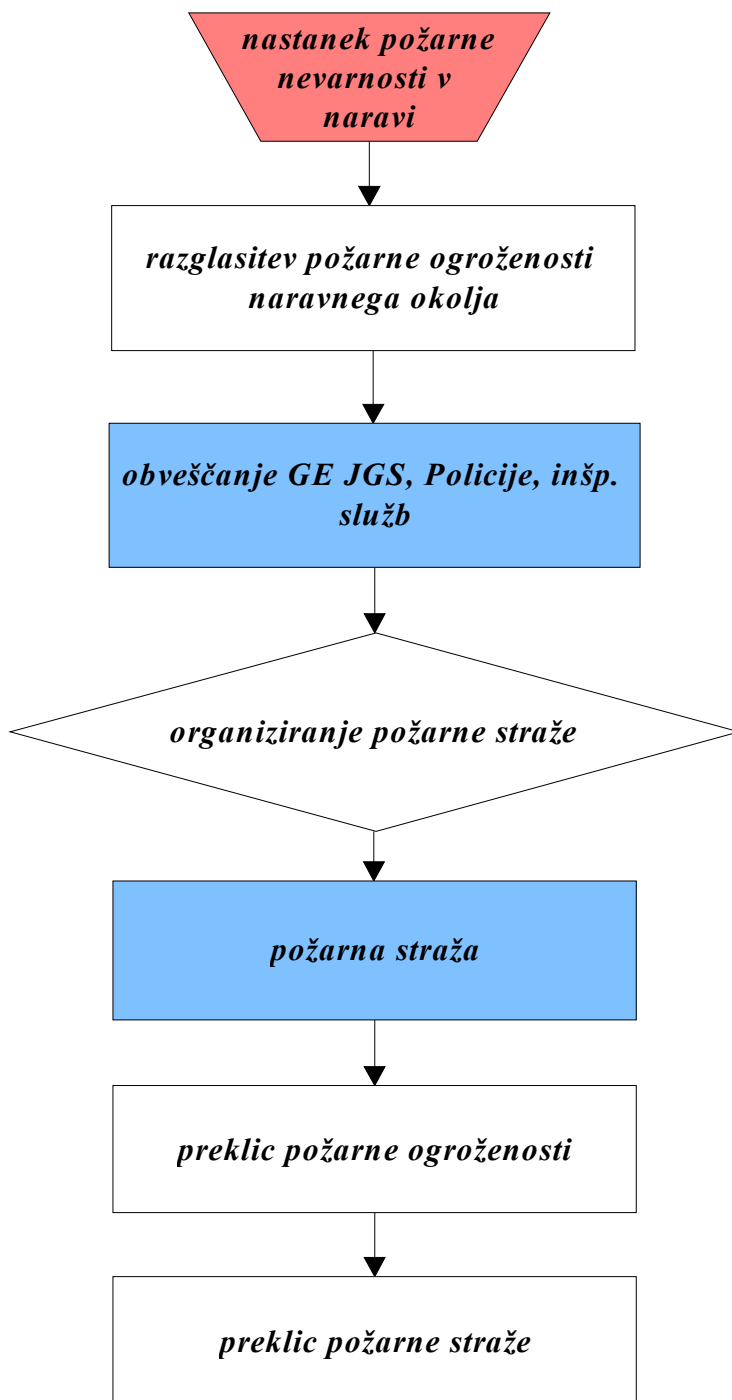 nastanek požarne
nevarnosti v
naravi
razglasitev požarne ogroženosti
naravnega okolja
obveščanje GE JGS, Policije, inšp.
služb
organiziranje požarne straže
požarna straža
preklic požarne ogroženosti
preklic požarne straže